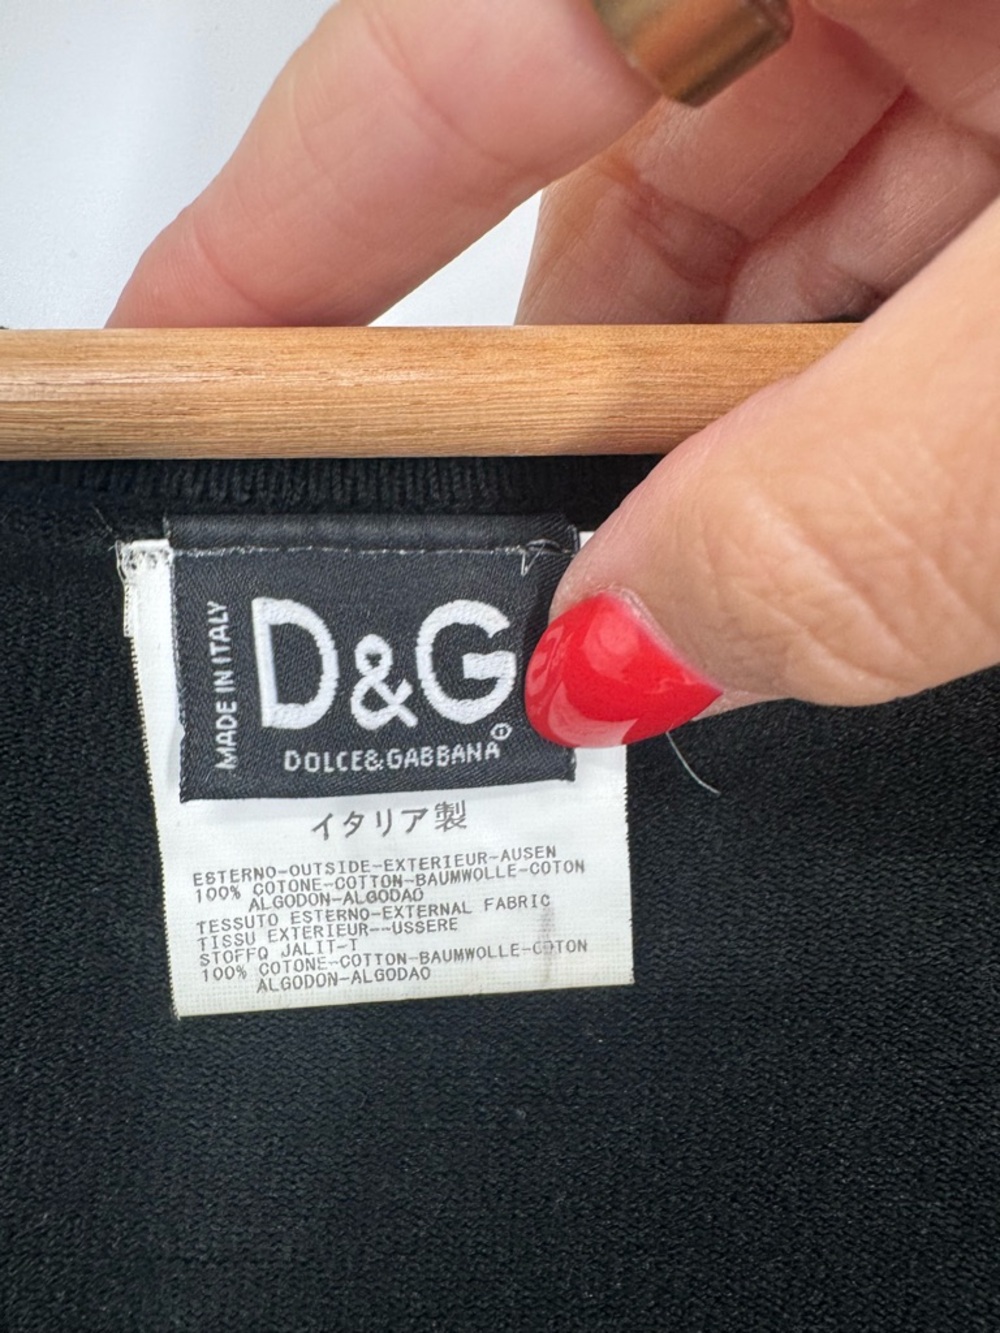 MADE IN ITALY
D&G
DOLCE&GABBANA
イタリア製
ESTERNO-OUTSIDE-EXTERIEUR-AUSEN
100% COTONE-COTTON-BAUMWOLLE-COTON
ALGODON-ALGODAO
TESSUTO ESTERNO-EXTERNAL FABRIC
TISSU EXTERIEUR--USSERE
STOFFO JALIT-T
100% COTONE-COTTON-BAUMWOLLE-COTON
ALGODON-ALGODAO